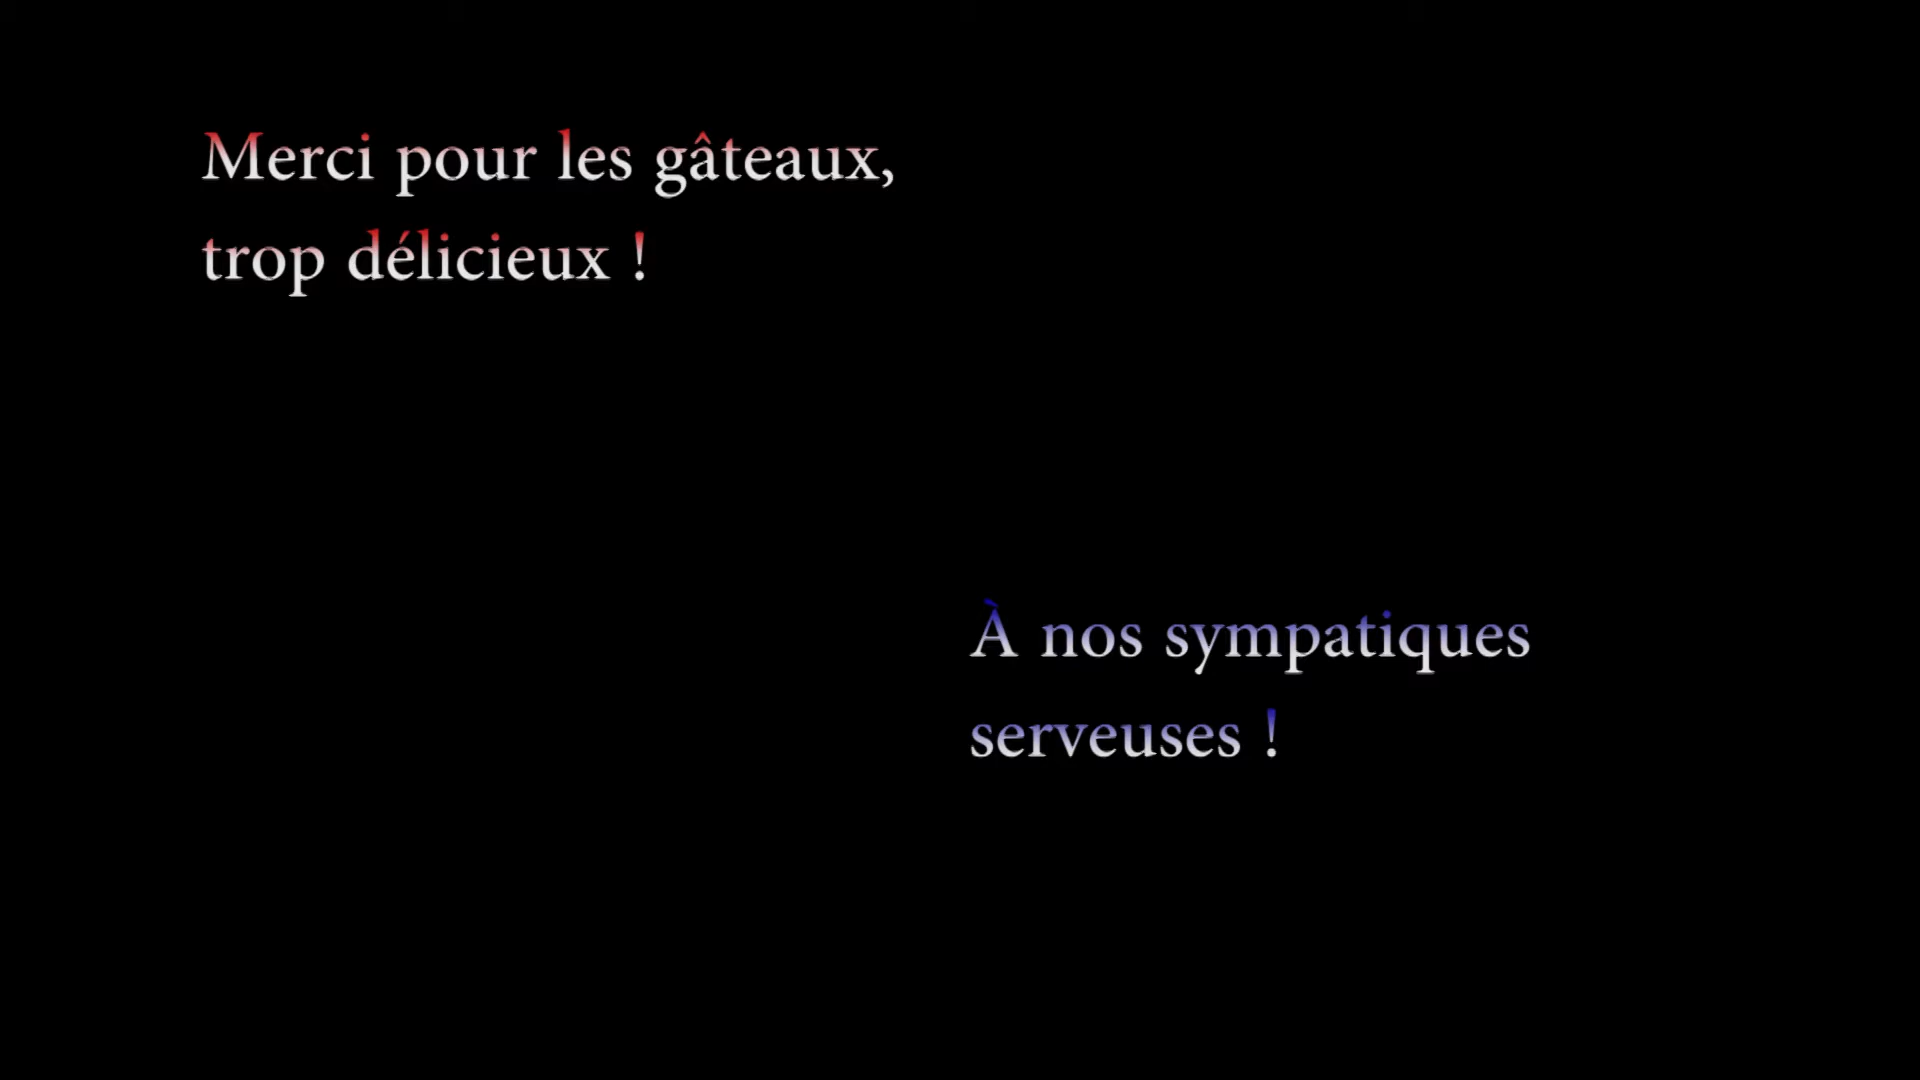 Merci pour les gâteaux,
trop délicieux !
À nos sympatiques
serveuses !